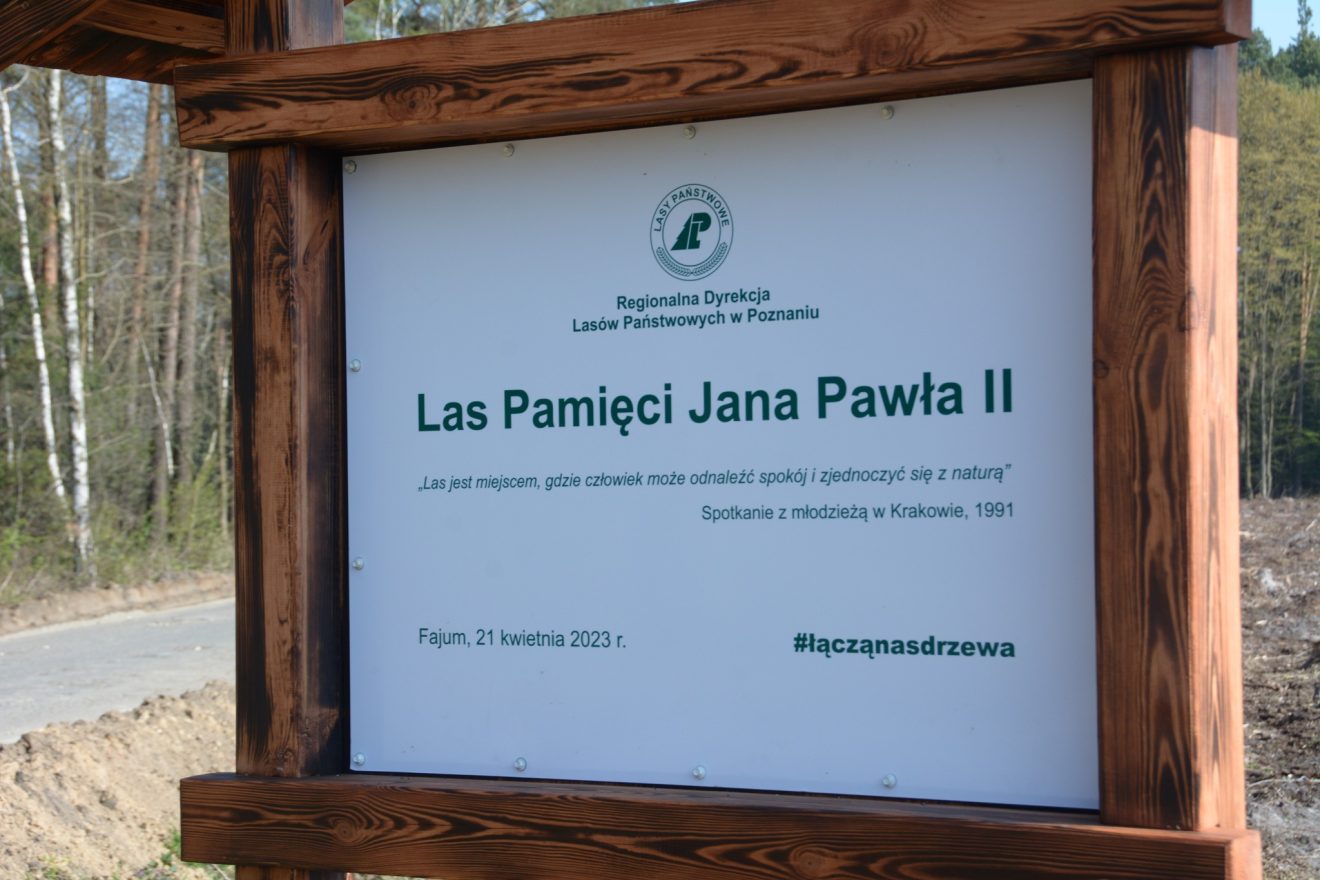 LASY PAŃSTWOWE
LP
Regionalna Dyrekcja
Lasów Państwowych w Poznaniu
Las Pamięci Jana Pawła II
„Las jest miejscem, gdzie człowiek może odnaleźć spokój i zjednoczyć się z naturą”
Spotkanie z młodzieżą w Krakowie, 1991
Fajum, 21 kwietnia 2023 r.
#łącząnasdrzewa